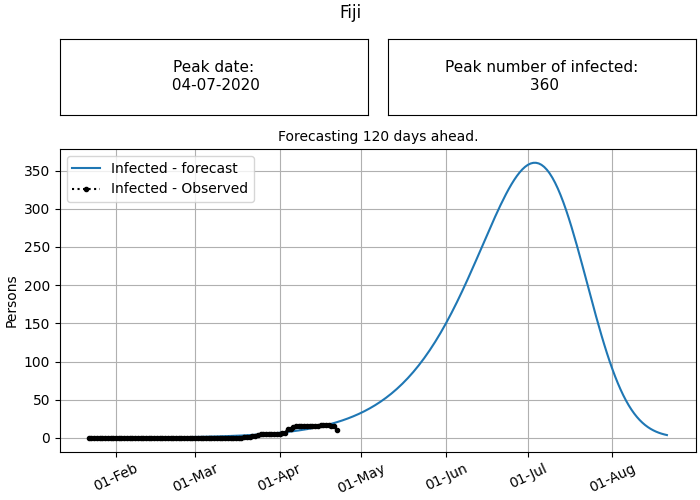 Fiji
Peak date:
04-07-2020
Peak number of infected:
360
Forecasting 120 days ahead.
Infected - forecast
Infected - Observed
Persons
350
300
250
200
150
100
50
0
01-Feb
01-Mar
01-Apr
01-May
01-Jun
01-Jul
01-Aug